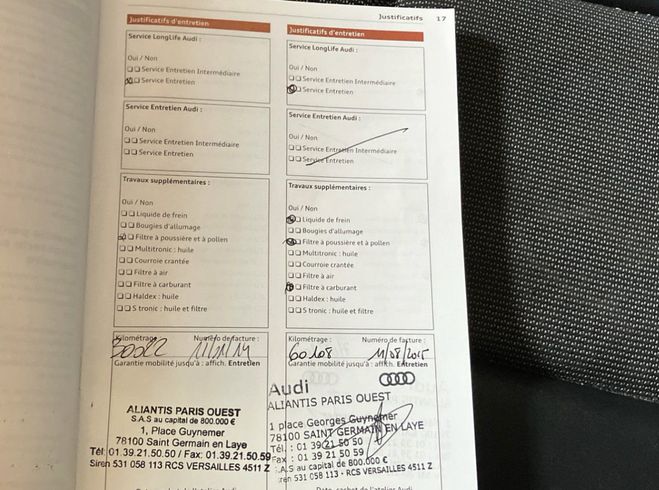 Justificatifs 17
Justificatifs d'entretien
Service LongLife Audi :
Oui / Non
Service Entretien Intermédiaire
Service Entretien
Service Entretien Audi :
Oui / Non
Service Entretien Intermédiaire
Service Entretien
Travaux supplémentaires :
Oui / Non
Liquide de frein
Bougies d'allumage
Filtre à poussière et à pollen
Multitronic : huile
Courroie crantée
Filtre à air
Filtre à carburant
Haldex : huile
S tronic : huile et filtre
Kilométrage : Numéro de facture :
Garantie mobilité jusqu'à : affich. Entretien
ALIANTIS PARIS OUEST
S.A.S au capital de 800.000 €
1, Place Guynemer
78100 Saint Germain en Laye
Tél: 01.39.21.50.50 / Fax: 01.39.21.50.59
Siren 531 058 113 RCS VERSAILLES 4511 Z
Justificatifs d'entretien
Service LongLife Audi :
Oui / Non
Service Entretien Intermédiaire
Service Entretien
Service Entretien Audi :
Oui / Non
Service Entretien Intermédiaire
Service Entretien
Travaux supplémentaires :
Oui / Non
Liquide de frein
Bougies d'allumage
Filtre à poussière et à pollen
Multitronic : huile
Courroie crantée
Filtre à air
Filtre à carburant
Haldex : huile
S tronic : huile et filtre
Kilométrage : Numéro de facture :
60108 11/08/2015
Garantie mobilité jusqu'à : affich. Entretien
Audi
ALIANTIS PARIS OUEST
1 place Georges Guynemer
78100 SAINT GERMAIN EN LAYE
Tél. : 01 39 21 50 50
Fax : 01 39 21 50 59
S.A.S au capital de 800.000 €
Siren 531 058 113 - RCS VERSAILLES 4511 Z